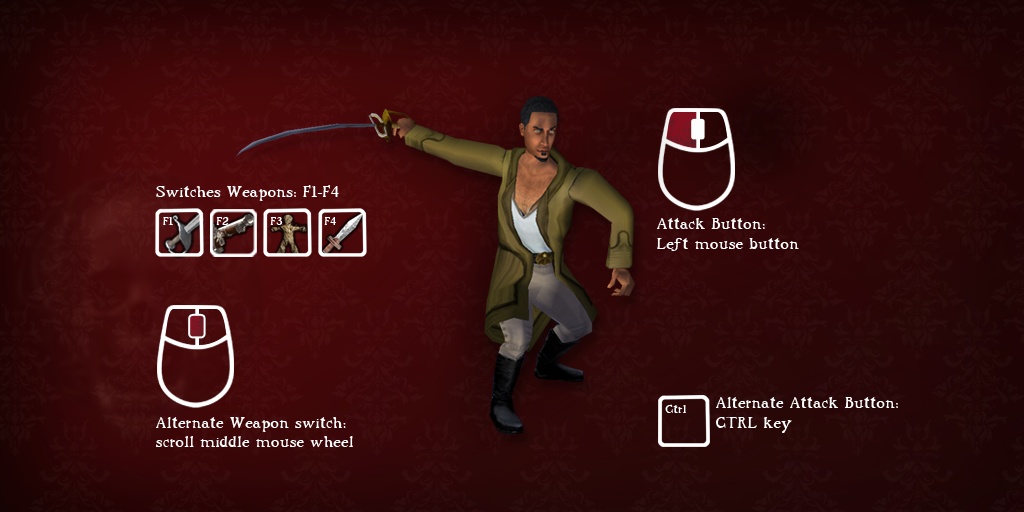 Switches Weapons: F1-F4
F1 F2 F3 F4
Alternate Weapon switch:
scroll middle mouse wheel
Attack Button:
Left mouse button
Ctrl
Alternate Attack Button:
CTRL key